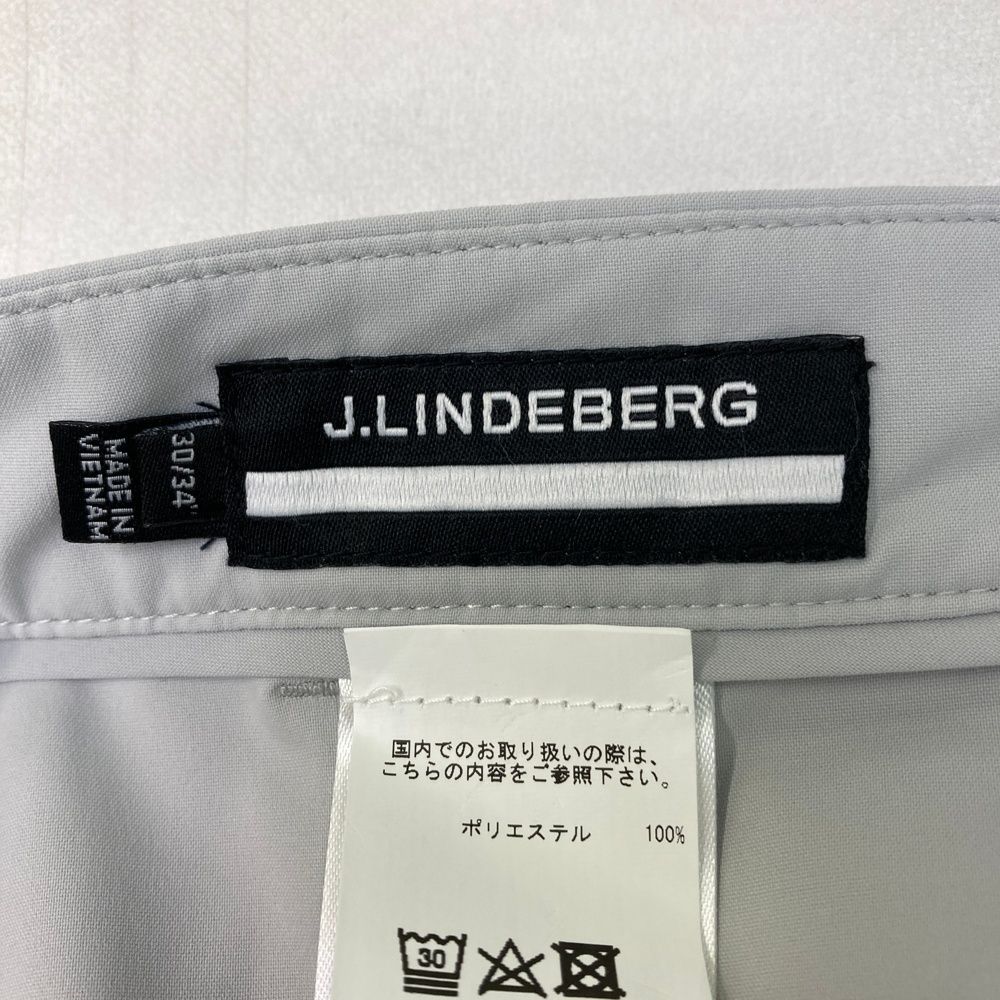 J.LINDEBERG
30/34"
MADE IN
VIETNAM
国内でのお取り扱いの際は、
こちらの内容をご参照下さい。
ポリエステル 100%
30